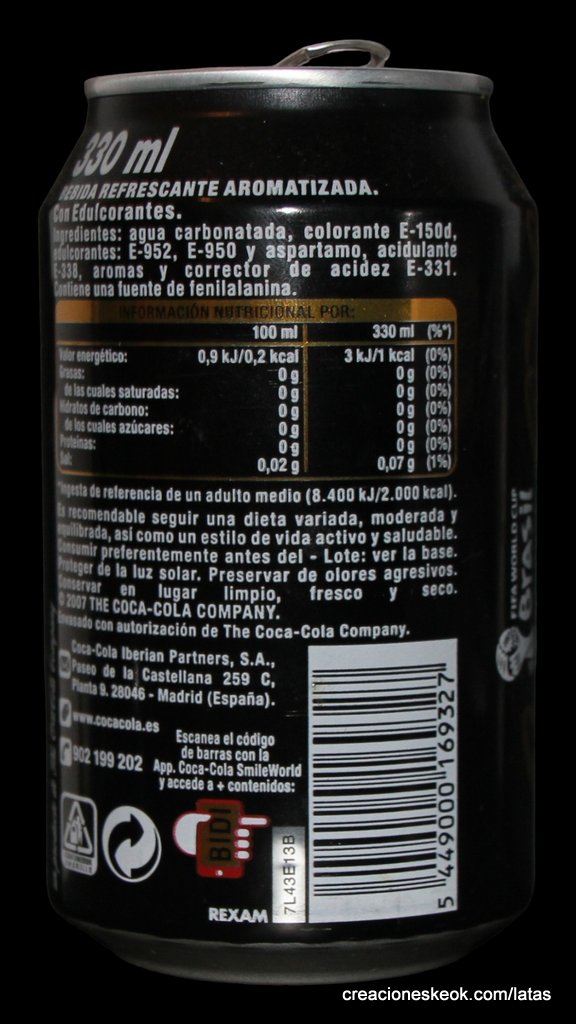 330 ml
BEBIDA REFRESCANTE AROMATIZADA.
Con Edulcorantes.
Ingredientes: agua carbonatada, colorante E-150d,
edulcorantes: E-952, E-950 y aspartamo, acidulante
E-338, aromas y corrector de acidez E-331.
Contiene una fuente de fenilalanina.
INFORMACIÓN NUTRICIONAL POR:
100 ml 330 ml (%*)
Valor energético: 0,9 kJ/0,2 kcal 3 kJ/1 kcal (0%)
Grasas: 0 g 0 g (0%)
de las cuales saturadas: 0 g 0 g (0%)
Hidratos de carbono: 0 g 0 g (0%)
de los cuales azúcares: 0 g 0 g (0%)
Proteínas: 0 g 0 g (0%)
Sal: 0,02 g 0,07 g (1%)
*Ingesta de referencia de un adulto medio (8.400 kJ/2.000 kcal).
Es recomendable seguir una dieta variada, moderada y
equilibrada, así como un estilo de vida activo y saludable.
Consumir preferentemente antes del - Lote: ver la base.
Proteger de la luz solar. Preservar de olores agresivos.
Conservar en lugar limpio, fresco y seco.
© 2007 THE COCA-COLA COMPANY.
Envasado con autorización de The Coca-Cola Company.
Coca-Cola Iberian Partners, S.A.,
Paseo de la Castellana 259 C,
Planta 9. 28046 - Madrid (España).
www.cocacola.es
902 199 202
Escanea el código
de barras con la
App. Coca-Cola SmileWorld
y accede a + contenidos:
BIDI
REXAM
7L43E13B
5 449000 169327
FIFA WORLD CUP
Brasil
creacioneskeok.com/latas